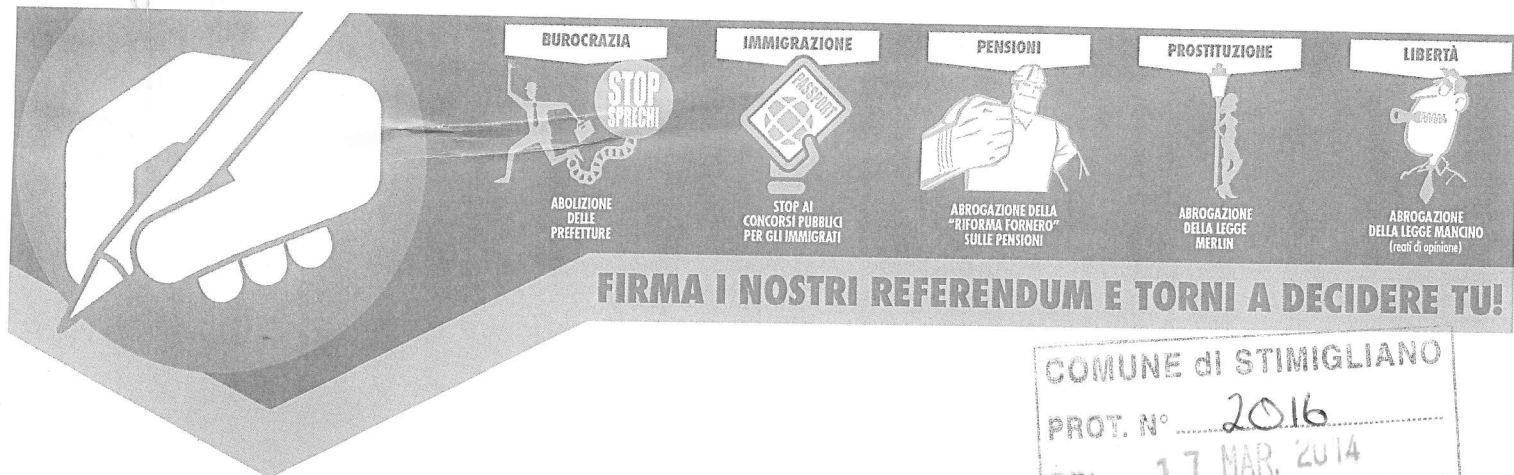 BUROCRAZIA
STOP
SPRECHI
ABOLIZIONE
DELLE
PREFETTURE
IMMIGRAZIONE
PASSPORT
STOP AI
CONCORSI PUBBLICI
PER GLI IMMIGRATI
PENSIONI
ABROGAZIONE DELLA
"RIFORMA FORNERO"
SULLE PENSIONI
PROSTITUZIONE
ABROGAZIONE
DELLA LEGGE
MERLIN
LIBERTÀ
ABROGAZIONE
DELLA LEGGE MANCINO
(reati di opinione)
FIRMA I NOSTRI REFERENDUM E TORNI A DECIDERE TU!
COMUNE di STIMIGLIANO
PROT. N° 2016
17 MAR. 2014